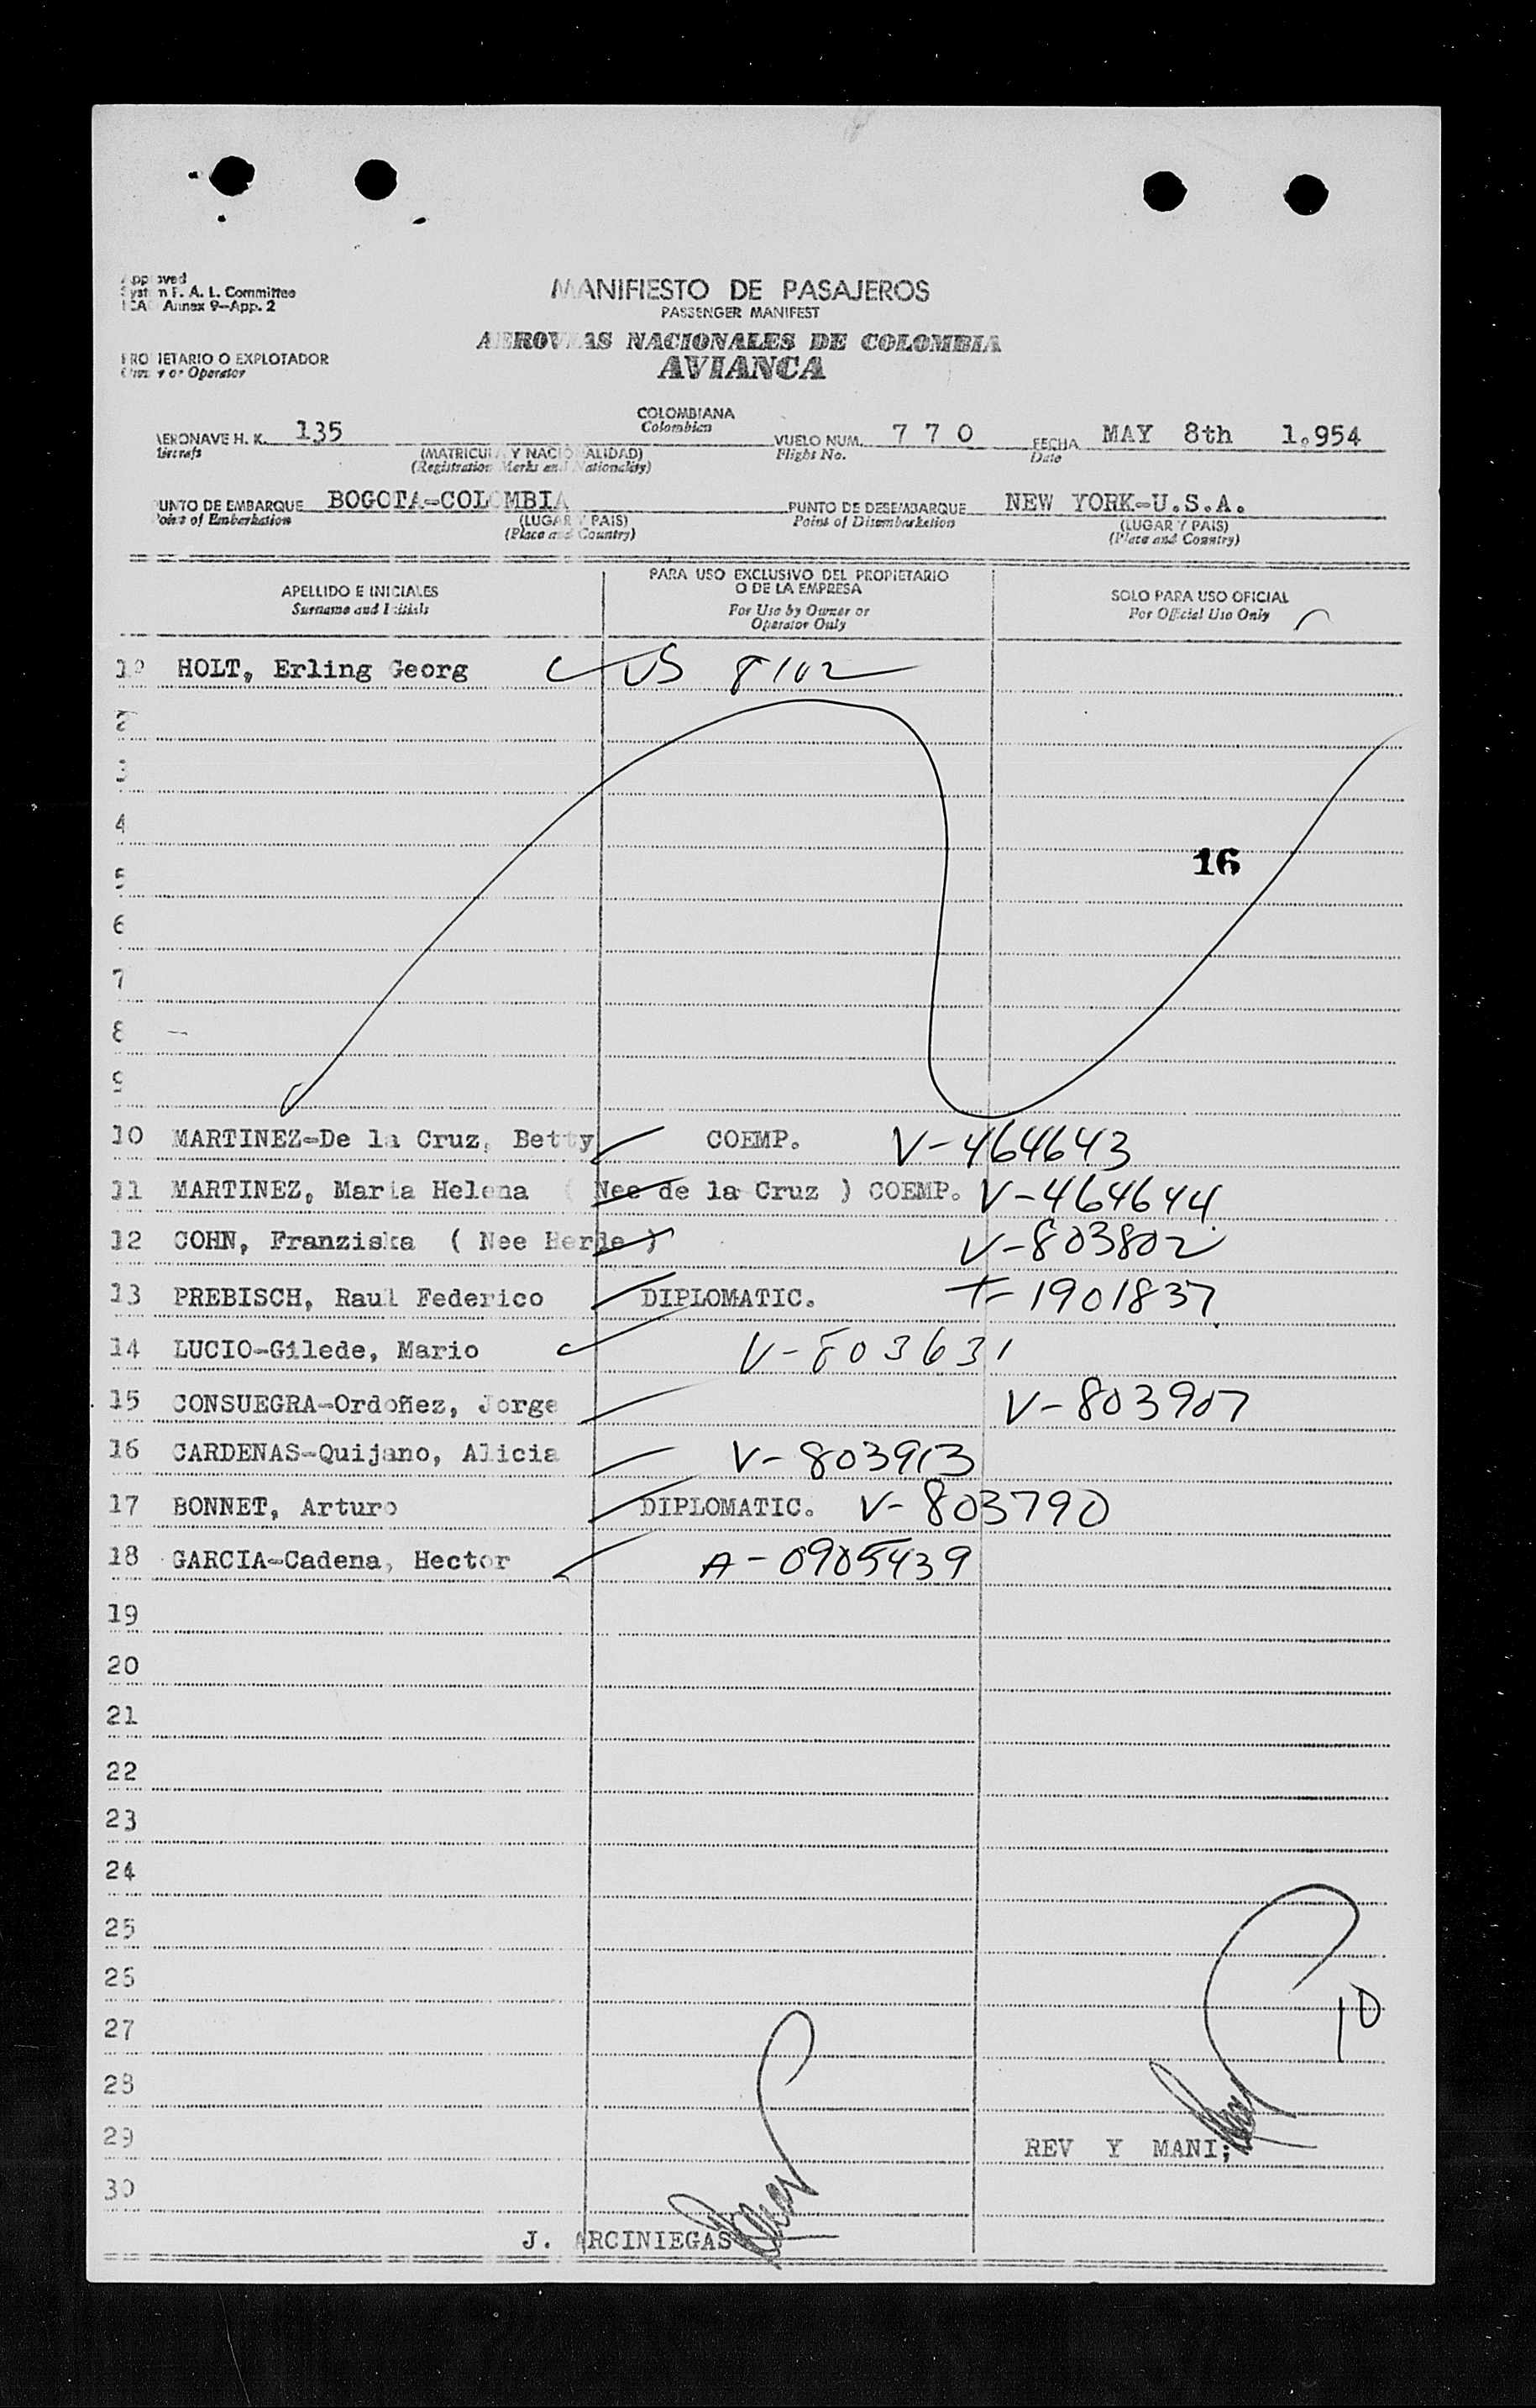 Approved
System F. A. L. Committee
ICAO Annex 9-App. 2
MANIFIESTO DE PASAJEROS
PASSENGER MANIFEST
AEROVIAS NACIONALES DE COLOMBIA
AVIANCA
PROPIETARIO O EXPLOTADOR
Owner or Operator
COLOMBIANA
Colombian
AERONAVE H. K. 135
Aircraft
(MATRICULA Y NACIONALIDAD)
(Registration Marks and Nationality)
VUELO NUM. 7 7 0
Flight No.
FECHA MAY 8th 1.954
Date
PUNTO DE EMBARQUE BOGOTA-COLOMBIA
Point of Embarkation
(LUGAR Y PAIS)
(Place and Country)
PUNTO DE DESEMBARQUE NEW YORK-U.S.A.
Point of Disembarkation
(LUGAR Y PAIS)
(Place and Country)
APELLIDO E INICIALES
Surname and Initials
PARA USO EXCLUSIVO DEL PROPIETARIO
O DE LA EMPRESA
For Use by Owner or
Operator Only
SOLO PARA USO OFICIAL
For Official Use Only
1 HOLT, Erling Georg US 8102
2
3
4
16
5
6
7
8 -
9
10 MARTINEZ-De la Cruz, Betty COEMP. V-464643
11 MARTINEZ, Maria Helena ( Nee de la Cruz ) COEMP. V-464644
12 COHN, Franziska ( Nee ) V-803802
13 PREBISCH, Raul Federico DIPLOMATIC. T-1901837
14 LUCIO-Gilede, Mario V-803631
15 CONSUEGRA-Ordoñez, Jorge V-803907
16 CARDENAS-Quijano, Alicia V-803913
17 BONNET, Arturo DIPLOMATIC. V-803790
18 GARCIA-Cadena, Hector A-0905439
19
20
21
22
23
24
25
26
10
27
28
29 REV Y MANI;
30
J. ARCINIEGAS